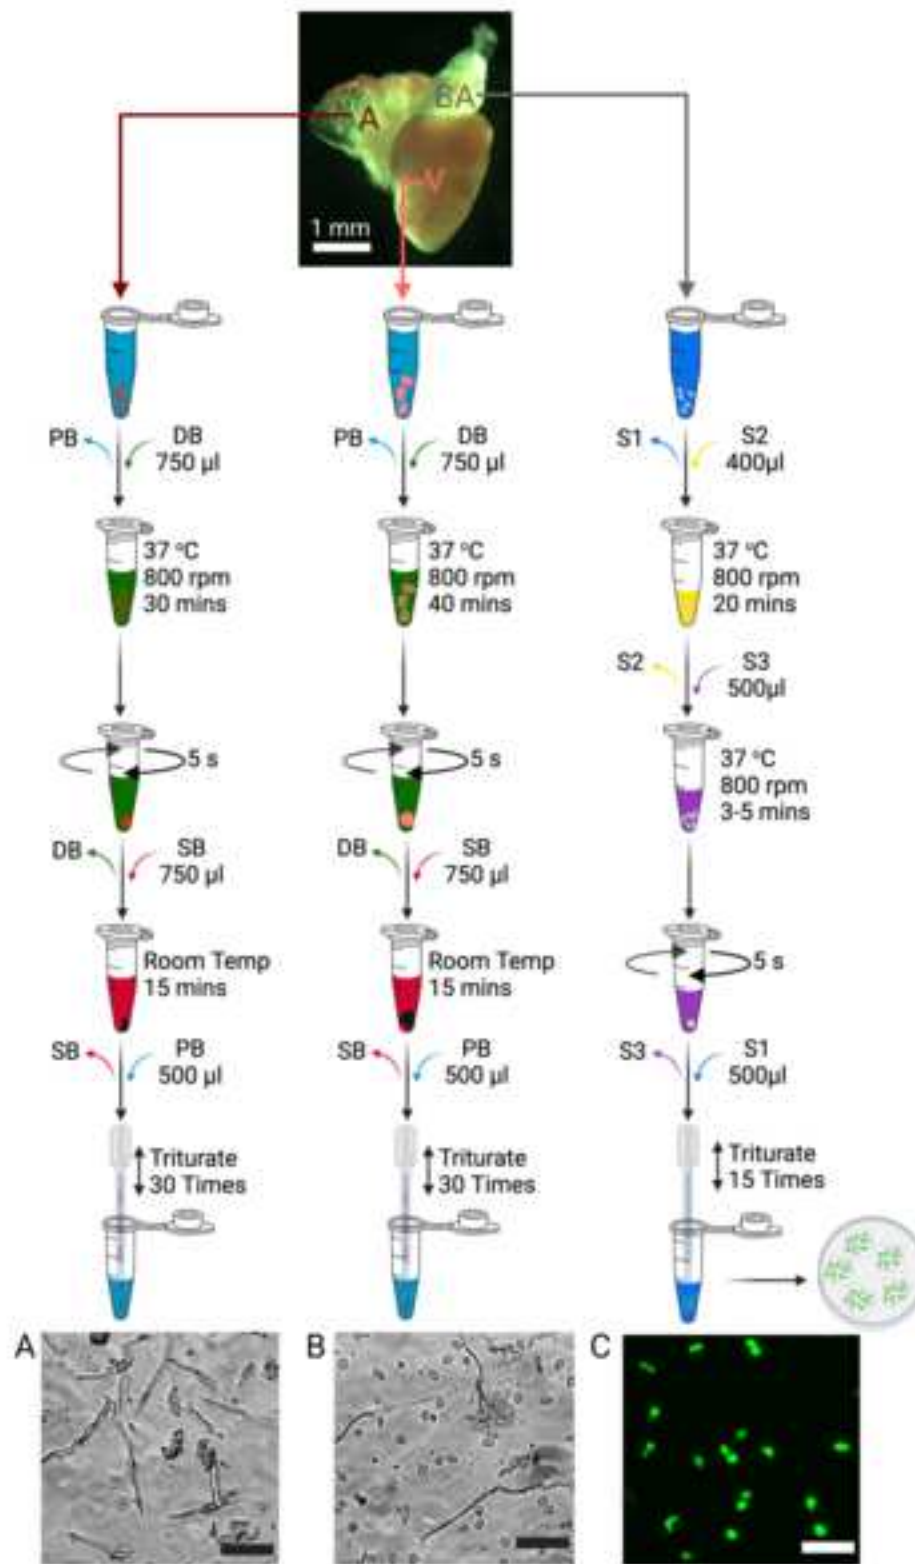 A
BA
V
1 mm
PB
DB
750 µl
PB
DB
750 µl
S1
S2
400µl
37 °C
800 rpm
30 mins
37 °C
800 rpm
40 mins
37 °C
800 rpm
20 mins
S2
S3
500µl
5 s
5 s
37 °C
800 rpm
3-5 mins
DB
SB
750 µl
DB
SB
750 µl
Room Temp
15 mins
Room Temp
15 mins
5 s
SB
PB
500 µl
SB
PB
500 µl
S3
S1
500µl
Triturate
30 Times
Triturate
30 Times
Triturate
15 Times
A
B
C